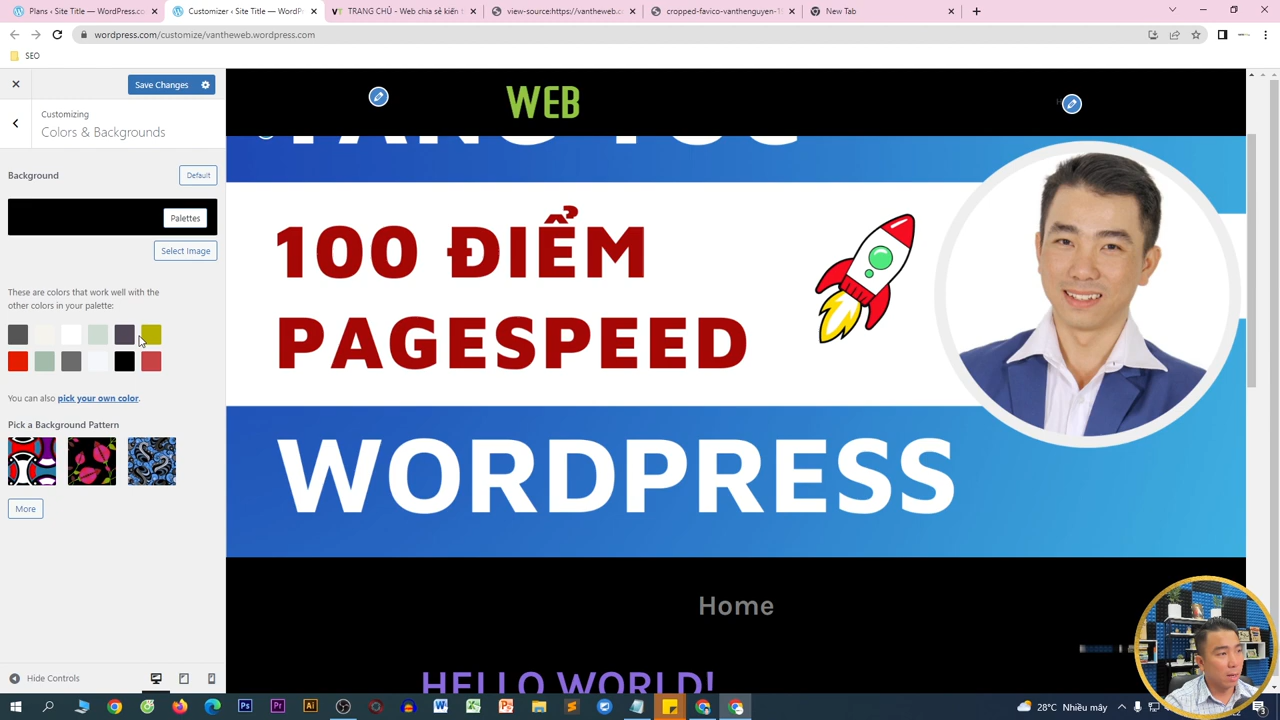 Plans ‹ Site Title — WordPr
Customizer ‹ Site Title — WordP
TRANG CHỦ - Web chia sẻ kiến t
view-source:https://vantheweb.c
cropped-favico-vanthenguyen-1
New Tab
wordpress.com/customize/vantheweb.wordpress.com
SEO
Save Changes
Customizing
Colors & Backgrounds
Background
Default
Palettes
Select Image
These are colors that work well with the
other colors in your palette:
You can also pick your own color.
Pick a Background Pattern
More
Hide Controls
WEB
100 ĐIỂM
PAGESPEED
WORDPRESS
Home
HELLO WORLD!
28°C Nhiều mây